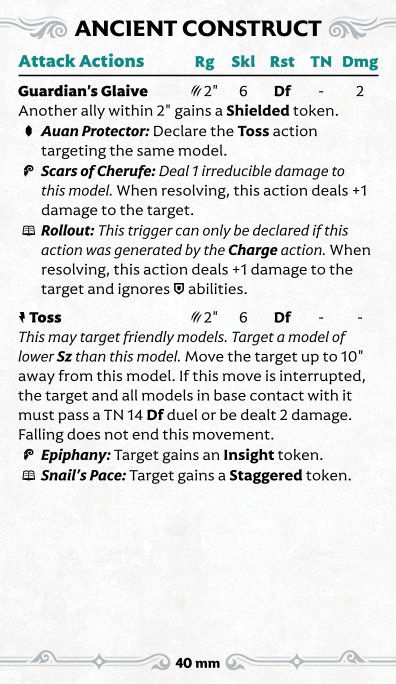 ANCIENT CONSTRUCT
Attack Actions Rg Skl Rst TN Dmg
Guardian's Glaive 2" 6 Df - 2
Another ally within 2" gains a Shielded token.
Auan Protector: Declare the Toss action
targeting the same model.
Scars of Cherufe: Deal 1 irreducible damage to
this model. When resolving, this action deals +1
damage to the target.
Rollout: This trigger can only be declared if this
action was generated by the Charge action. When
resolving, this action deals +1 damage to the
target and ignores abilities.
Toss 2" 6 Df - -
This may target friendly models. Target a model of
lower Sz than this model. Move the target up to 10"
away from this model. If this move is interrupted,
the target and all models in base contact with it
must pass a TN 14 Df duel or be dealt 2 damage.
Falling does not end this movement.
Epiphany: Target gains an Insight token.
Snail's Pace: Target gains a Staggered token.
40 mm